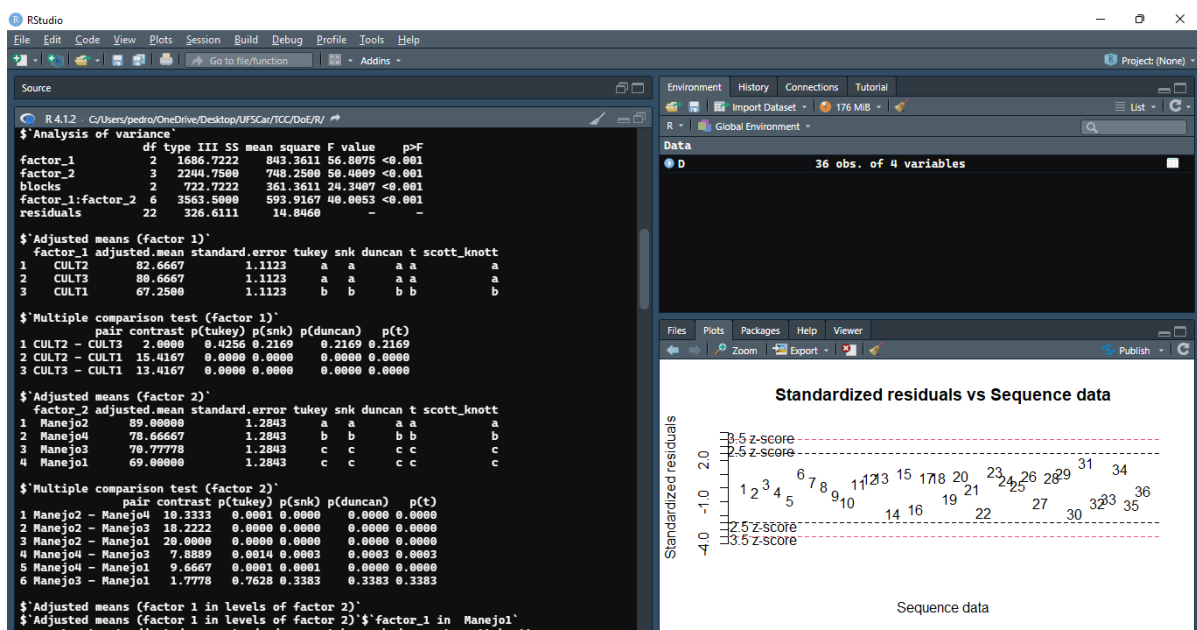 RStudio
File Edit Code View Plots Session Build Debug Profile Tools Help
Go to file/function Addins Project: (None)
Source
R 4.1.2 · C:/Users/pedro/OneDrive/Desktop/UFSCar/TCC/DoE/R/
$`Analysis of variance`
df type III SS mean square F value p>F
factor_1 2 1686.7222 843.3611 56.8075 <0.001
factor_2 3 2244.7500 748.2500 50.4009 <0.001
blocks 2 722.7222 361.3611 24.3407 <0.001
factor_1:factor_2 6 3563.5000 593.9167 40.0053 <0.001
residuals 22 326.6111 14.8460 - -
$`Adjusted means (factor 1)`
factor_1 adjusted.mean standard.error tukey snk duncan t scott_knott
1 CULT2 82.6667 1.1123 a a a a a
2 CULT3 80.6667 1.1123 a a a a a
3 CULT1 67.2500 1.1123 b b b b b
$`Multiple comparison test (factor 1)`
pair contrast p(tukey) p(snk) p(duncan) p(t)
1 CULT2 - CULT3 2.0000 0.4256 0.2169 0.2169 0.2169
2 CULT2 - CULT1 15.4167 0.0000 0.0000 0.0000 0.0000
3 CULT3 - CULT1 13.4167 0.0000 0.0000 0.0000 0.0000
$`Adjusted means (factor 2)`
factor_2 adjusted.mean standard.error tukey snk duncan t scott_knott
1 Manejo2 89.00000 1.2843 a a a a a
2 Manejo4 78.66667 1.2843 b b b b b
3 Manejo3 70.77778 1.2843 c c c c c
4 Manejo1 69.00000 1.2843 c c c c c
$`Multiple comparison test (factor 2)`
pair contrast p(tukey) p(snk) p(duncan) p(t)
1 Manejo2 - Manejo4 10.3333 0.0001 0.0000 0.0000 0.0000
2 Manejo2 - Manejo3 18.2222 0.0000 0.0000 0.0000 0.0000
3 Manejo2 - Manejo1 20.0000 0.0000 0.0000 0.0000 0.0000
4 Manejo4 - Manejo3 7.8889 0.0014 0.0003 0.0003 0.0003
5 Manejo4 - Manejo1 9.6667 0.0001 0.0001 0.0000 0.0000
6 Manejo3 - Manejo1 1.7778 0.7628 0.3383 0.3383 0.3383
$`Adjusted means (factor 1 in levels of factor 2)`
$`Adjusted means (factor 1 in levels of factor 2)`$`factor_1 in Manejo1`
Environment History Connections Tutorial
Import Dataset 176 MiB List
R Global Environment
Data
D 36 obs. of 4 variables
Files Plots Packages Help Viewer
Zoom Export Publish
Standardized residuals vs Sequence data
Standardized residuals
2.0
-1.0
-4.0
3.5 z-score
2.5 z-score
1 2 3 4 5 6 7 8 9 10 11 12 13 14 15 16 17 18 19 20 21 22 23 24 25 26 27 28 29 30 31 32 33 34 35 36
-2.5 z-score
-3.5 z-score
Sequence data